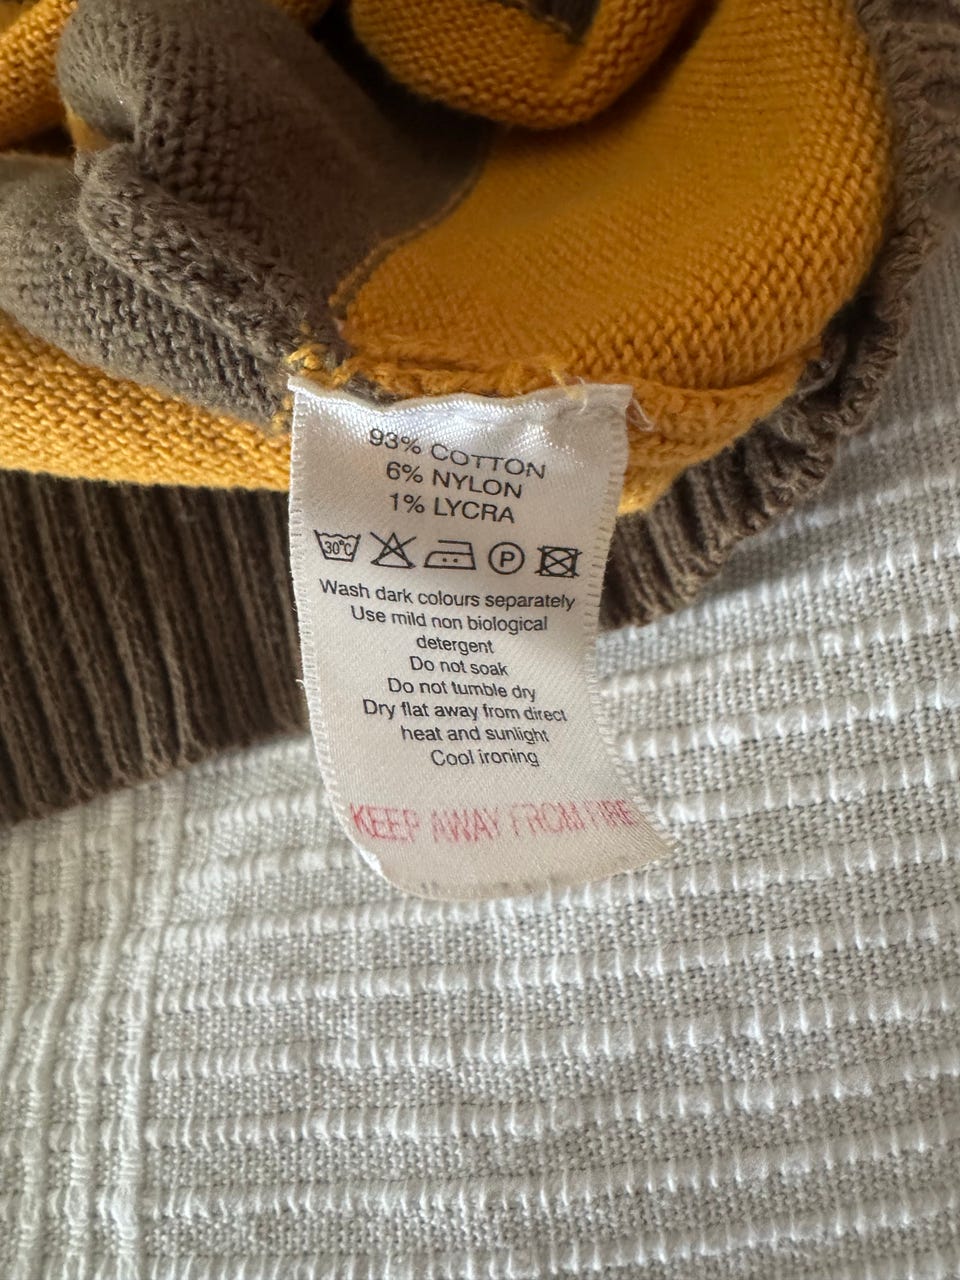 93% COTTON
6% NYLON
1% LYCRA
30°C P
Wash dark colours separately
Use mild non biological
detergent
Do not soak
Do not tumble dry
Dry flat away from direct
heat and sunlight
Cool ironing
KEEP AWAY FROM FIRE